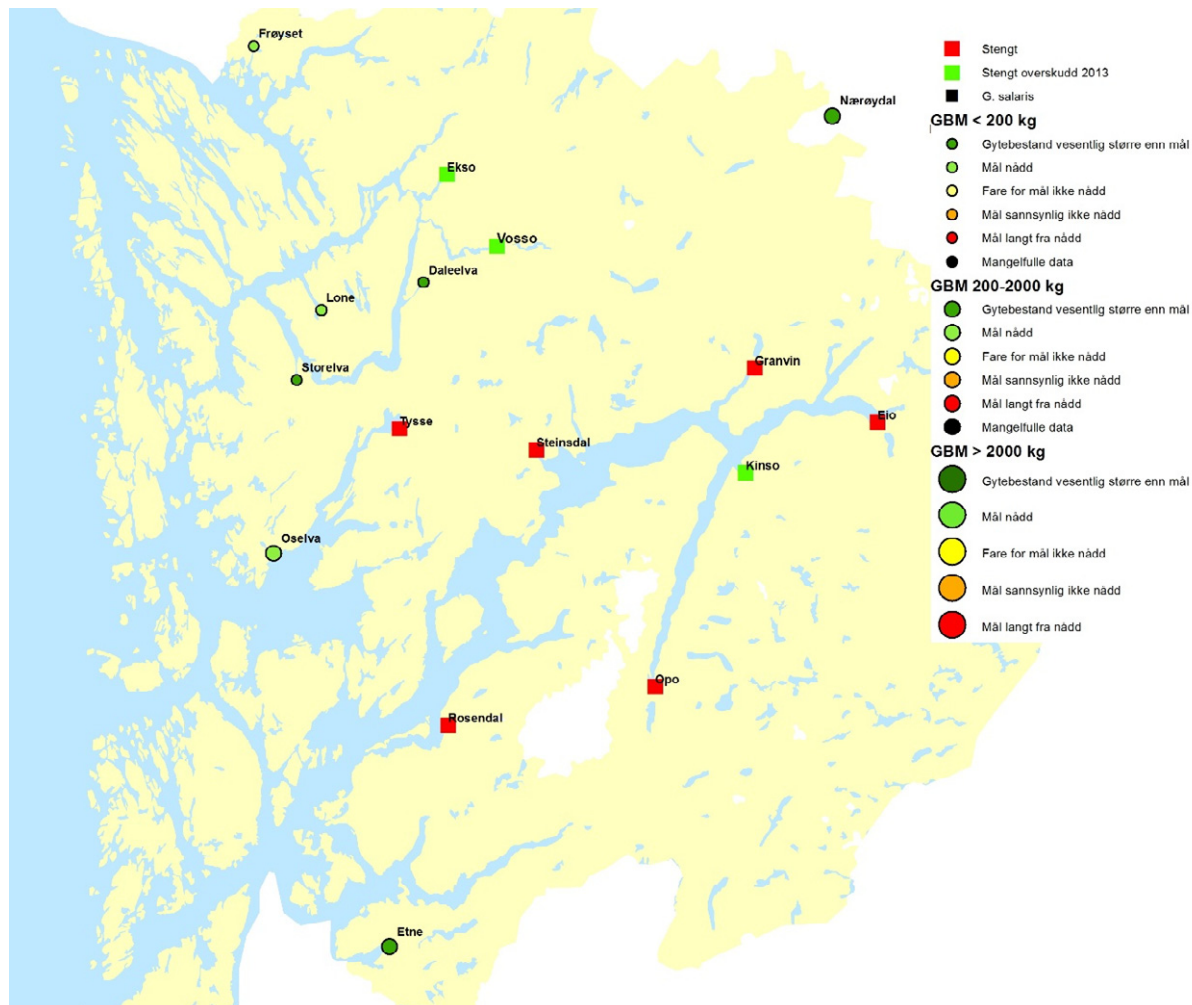 Frøyset
Nærøydal
Ekso
Vosso
Daleelva
Lone
Storelva
Granvin
Tysse
Eio
Steinsdal
Kinso
Oselva
Opo
Rosendal
Etne
Stengt
Stengt overskudd 2013
G. salaris
GBM < 200 kg
Gytebestand vesentlig større enn mål
Mål nådd
Fare for mål ikke nådd
Mål sannsynlig ikke nådd
Mål langt fra nådd
Mangelfulle data
GBM 200-2000 kg
Gytebestand vesentlig større enn mål
Mål nådd
Fare for mål ikke nådd
Mål sannsynlig ikke nådd
Mål langt fra nådd
Mangelfulle data
GBM > 2000 kg
Gytebestand vesentlig større enn mål
Mål nådd
Fare for mål ikke nådd
Mål sannsynlig ikke nådd
Mål langt fra nådd